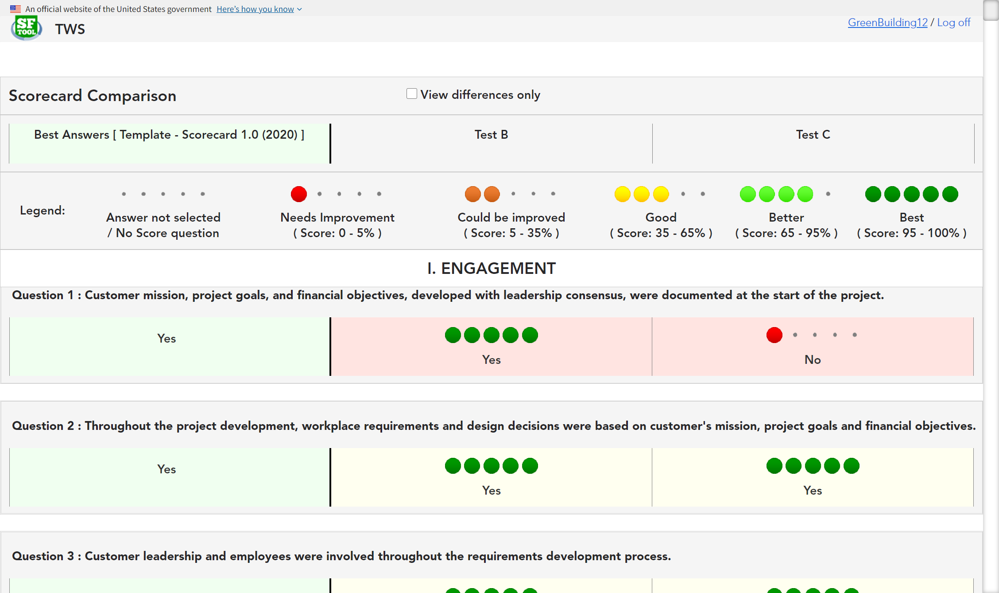 An official website of the United States government Here’s how you know
SF
TOOL
TWS
GreenBuilding12 / Log off
Scorecard Comparison
View differences only
Best Answers [ Template - Scorecard 1.0 (2020) ]
Test B
Test C
Legend:
Answer not selected
/ No Score question
Needs Improvement
( Score: 0 - 5% )
Could be improved
( Score: 5 - 35% )
Good
( Score: 35 - 65% )
Better
( Score: 65 - 95% )
Best
( Score: 95 - 100% )
I. ENGAGEMENT
Question 1 : Customer mission, project goals, and financial objectives, developed with leadership consensus, were documented at the start of the project.
Yes
Yes
No
Question 2 : Throughout the project development, workplace requirements and design decisions were based on customer's mission, project goals and financial objectives.
Yes
Yes
Yes
Question 3 : Customer leadership and employees were involved throughout the requirements development process.